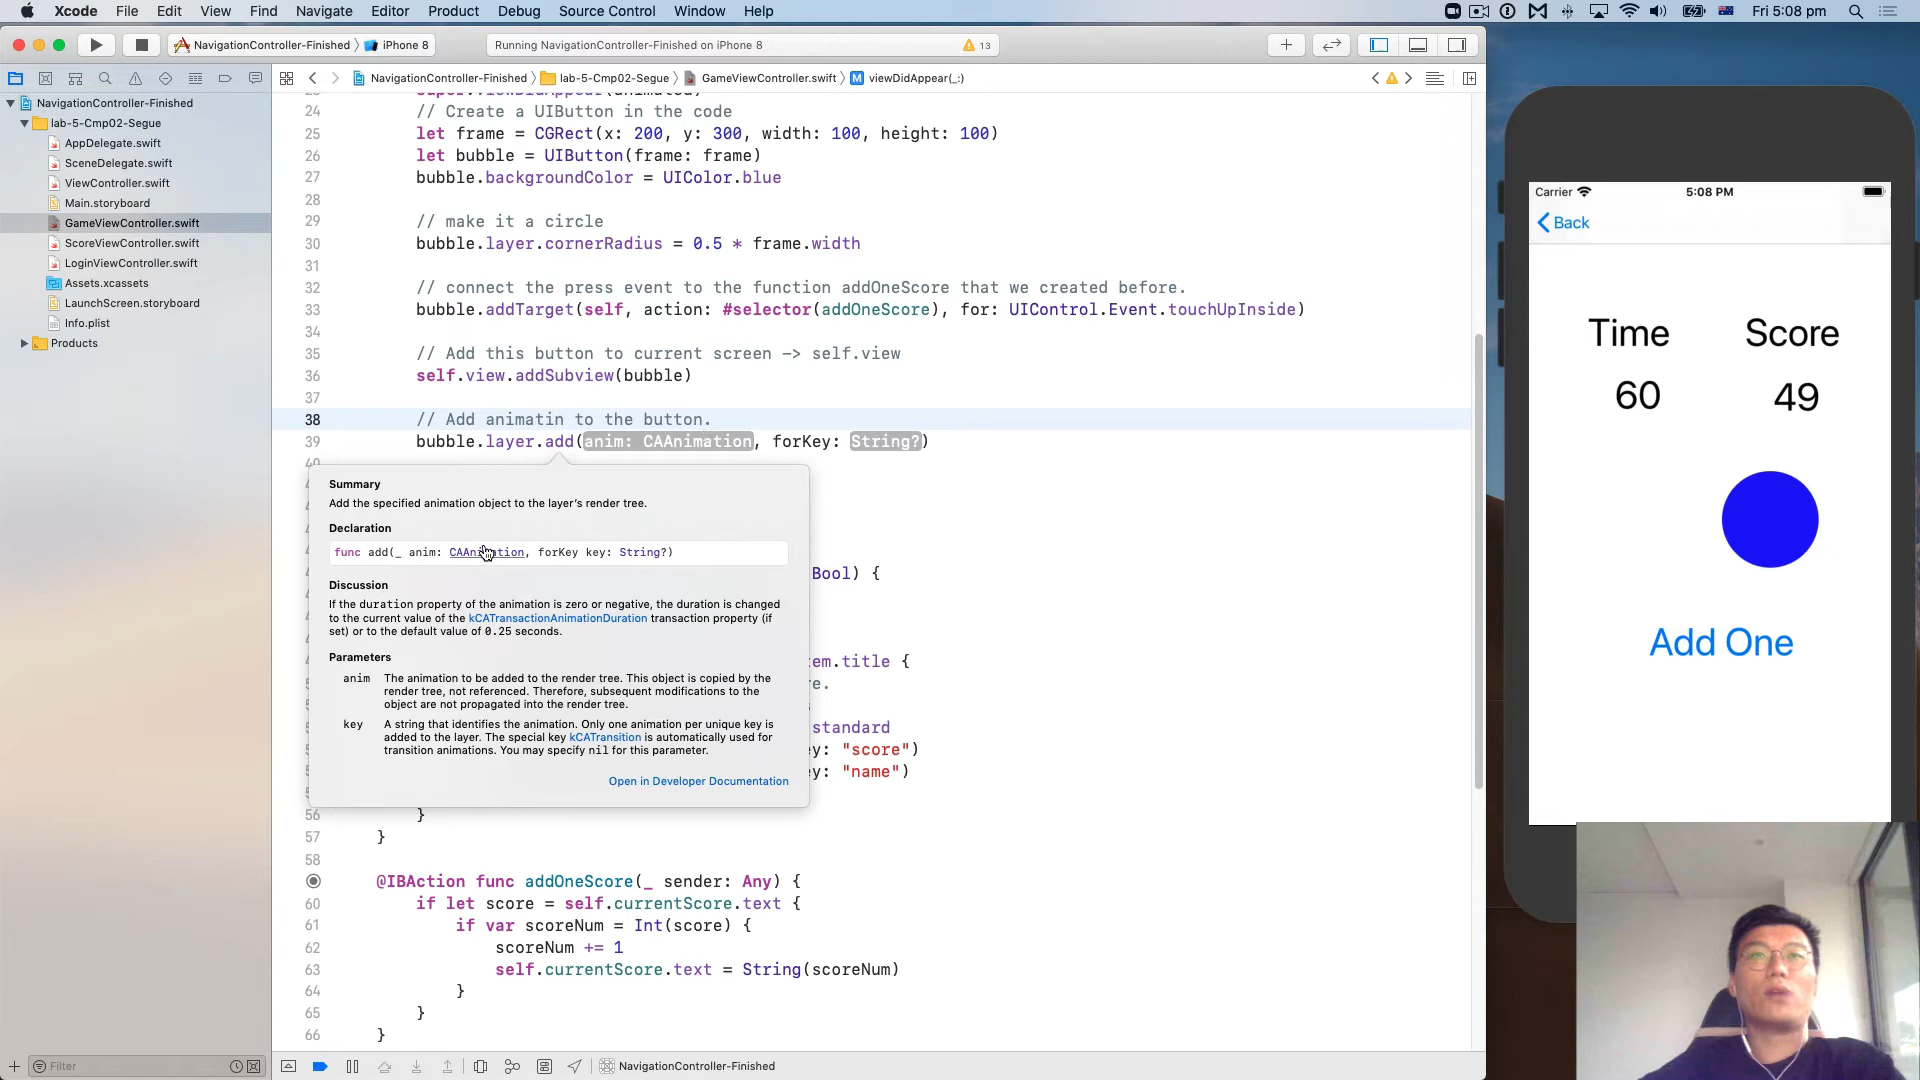 Xcode File Edit View Find Navigate Editor Product Debug Source Control Window Help Fri 5:08 pm
NavigationController-Finished iPhone 8 Running NavigationController-Finished on iPhone 8 13
NavigationController-Finished lab-5-Cmp02-Segue GameViewController.swift M viewDidAppear(_:)
NavigationController-Finished
lab-5-Cmp02-Segue
AppDelegate.swift
SceneDelegate.swift
ViewController.swift
Main.storyboard
GameViewController.swift
ScoreViewController.swift
LoginViewController.swift
Assets.xcassets
LaunchScreen.storyboard
Info.plist
Products
Filter
24 // Create a UIButton in the code
25 let frame = CGRect(x: 200, y: 300, width: 100, height: 100)
26 let bubble = UIButton(frame: frame)
27 bubble.backgroundColor = UIColor.blue
28
29 // make it a circle
30 bubble.layer.cornerRadius = 0.5 * frame.width
31
32 // connect the press event to the function addOneScore that we created before.
33 bubble.addTarget(self, action: #selector(addOneScore), for: UIControl.Event.touchUpInside)
34
35 // Add this button to current screen -> self.view
36 self.view.addSubview(bubble)
37
38 // Add animatin to the button.
39 bubble.layer.add(anim: CAAnimation, forKey: String?)
Summary
Add the specified animation object to the layer's render tree.
Declaration
func add(_ anim: CAAnimation, forKey key: String?)
Discussion
If the duration property of the animation is zero or negative, the duration is changed
to the current value of the kCATransactionAnimationDuration transaction property (if
set) or to the default value of 0.25 seconds.
Parameters
anim The animation to be added to the render tree. This object is copied by the
render tree, not referenced. Therefore, subsequent modifications to the
object are not propagated into the render tree.
key A string that identifies the animation. Only one animation per unique key is
added to the layer. The special key kCATransition is automatically used for
transition animations. You may specify nil for this parameter.
Open in Developer Documentation
Bool) {
em.title {
e.
s
standard
y: "score")
y: "name")
56 }
57 }
58
@IBAction func addOneScore(_ sender: Any) {
60 if let score = self.currentScore.text {
61 if var scoreNum = Int(score) {
62 scoreNum += 1
63 self.currentScore.text = String(scoreNum)
64 }
65 }
66 }
NavigationController-Finished
Carrier 5:08 PM
Back
Time Score
60 49
Add One